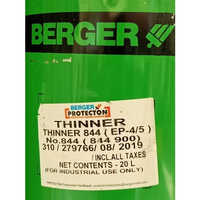 BERGER
BERGER
PROTECTON
THINNER
THINNER 844 ( EP-4/5 )
No.844 ( 844 900)
310 / 279766/ 08/ 2019
/INCL.ALL TAXES
NET CONTENTS - 20 L
(FOR INDUSTRIAL USE ONLY)